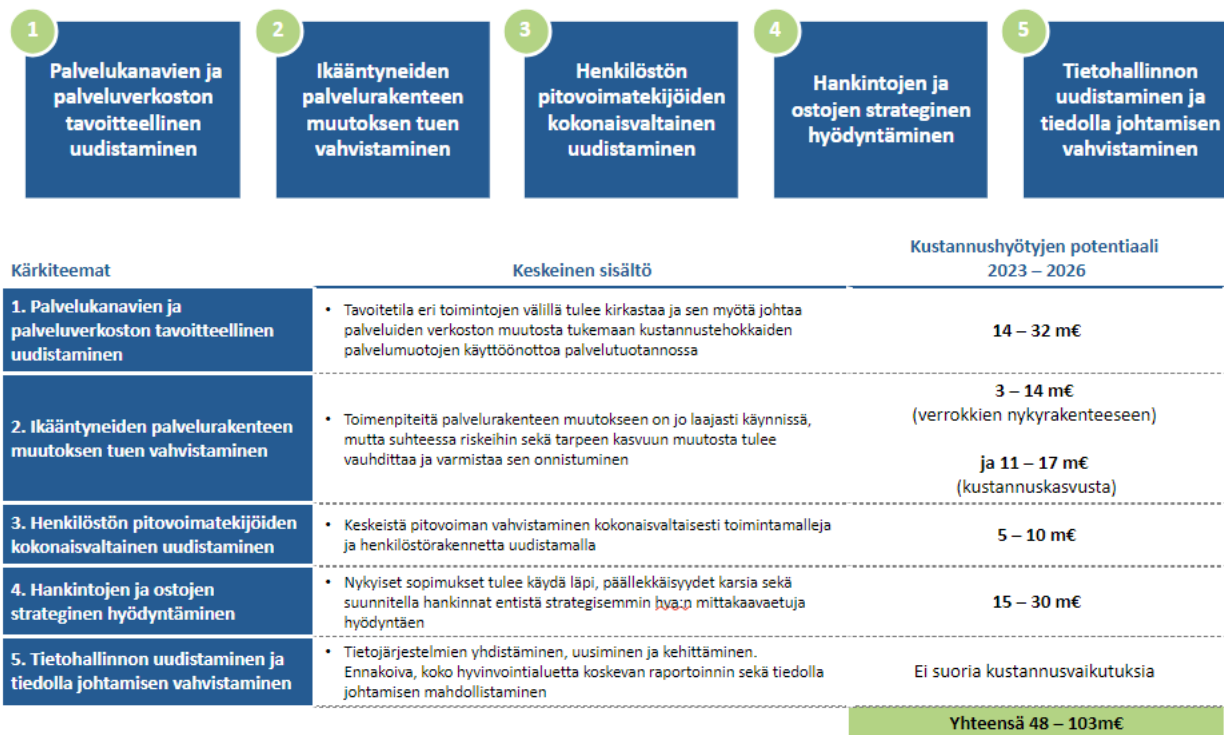 1
Palvelukanavien ja
palveluverkoston
tavoitteellinen
uudistaminen
2
Ikääntyneiden
palvelurakenteen
muutoksen tuen
vahvistaminen
3
Henkilöstön
pitovoimatekijöiden
kokonaisvaltainen
uudistaminen
4
Hankintojen ja
ostojen strateginen
hyödyntäminen
5
Tietohallinnon
uudistaminen ja
tiedolla johtamisen
vahvistaminen
Kärkiteemat
Keskeinen sisältö
Kustannushyötyjen potentiaali
2023 – 2026
1. Palvelukanavien ja
palveluverkoston tavoitteellinen
uudistaminen
• Tavoitetila eri toimintojen välillä tulee kirkastaa ja sen myötä johtaa
palveluiden verkoston muutosta tukemaan kustannustehokkaiden
palvelumuotojen käyttöönottoa palvelutuotannossa
14 – 32 m€
2. Ikääntyneiden palvelurakenteen
muutoksen tuen vahvistaminen
• Toimenpiteitä palvelurakenteen muutokseen on jo laajasti käynnissä,
mutta suhteessa riskeihin sekä tarpeen kasvuun muutosta tulee
vauhdittaa ja varmistaa sen onnistuminen
3 – 14 m€
(verrokkien nykyrakenteeseen)
ja 11 – 17 m€
(kustannuskasvusta)
3. Henkilöstön pitovoimatekijöiden
kokonaisvaltainen uudistaminen
• Keskeistä pitovoiman vahvistaminen kokonaisvaltaisesti toimintamalleja
ja henkilöstörakennetta uudistamalla
5 – 10 m€
4. Hankintojen ja ostojen
strateginen hyödyntäminen
• Nykyiset sopimukset tulee käydä läpi, päällekkäisyydet karsia sekä
suunnitella hankinnat entistä strategisemmin hva:n mittakaavaetuja
hyödyntäen
15 – 30 m€
5. Tietohallinnon uudistaminen ja
tiedolla johtamisen vahvistaminen
• Tietojärjestelmien yhdistäminen, uusiminen ja kehittäminen.
Ennakoiva, koko hyvinvointialuetta koskevan raportoinnin sekä tiedolla
johtamisen mahdollistaminen
Ei suoria kustannusvaikutuksia
Yhteensä 48 – 103m€